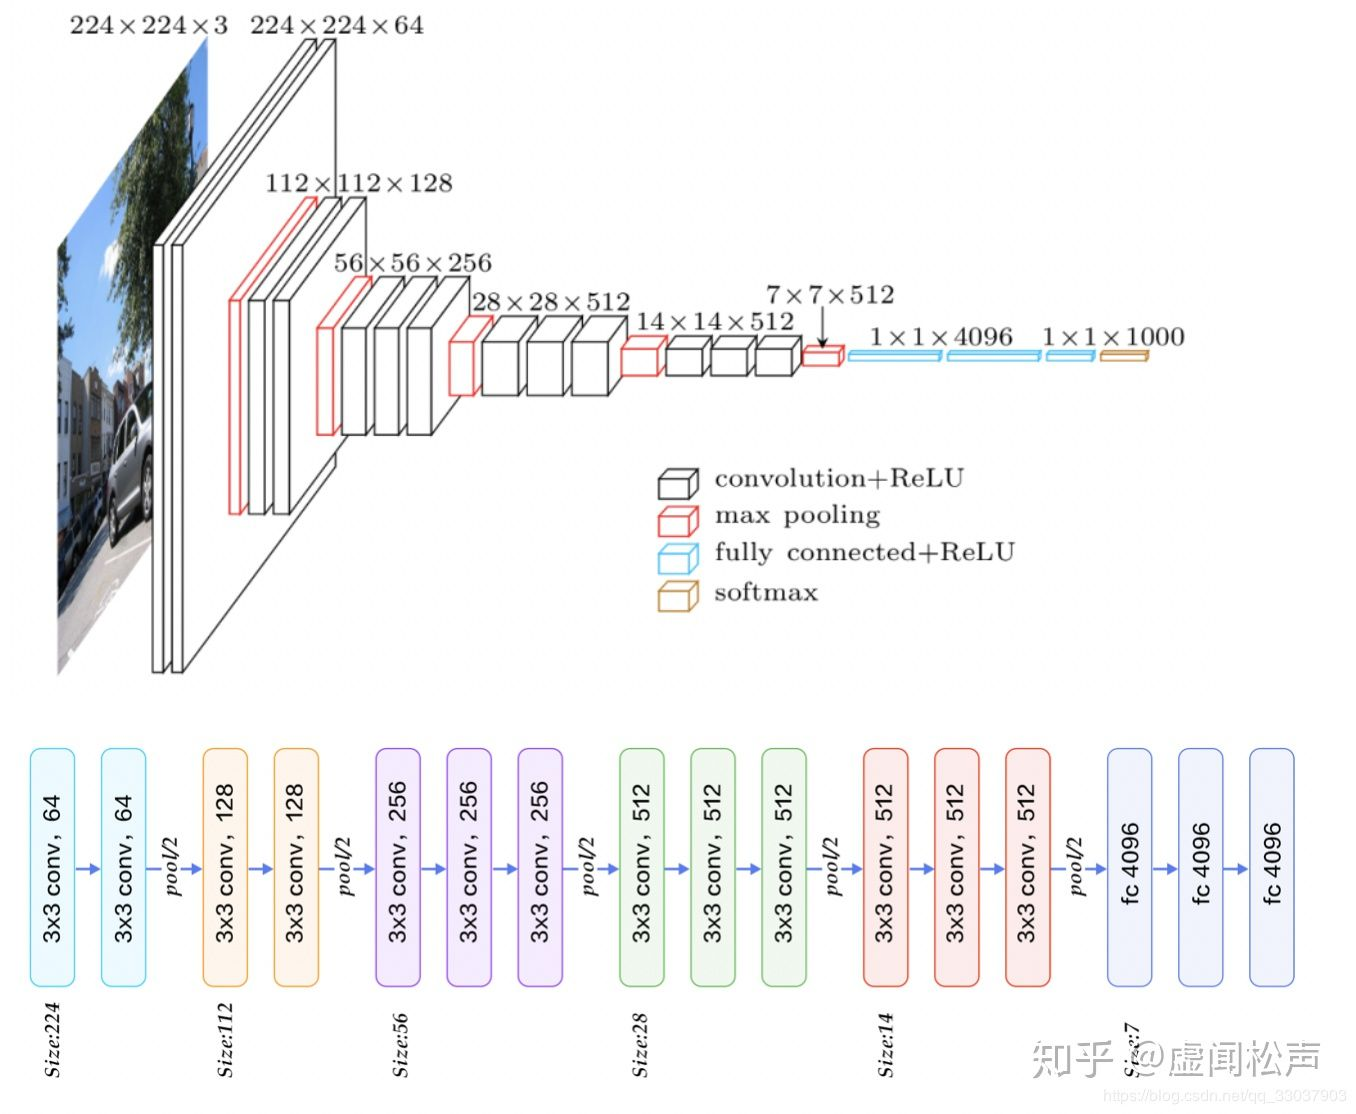 224×224×3
224×224×64
112×112×128
56×56×256
28×28×512
14×14×512
7×7×512
1×1×4096
1×1×1000
convolution+ReLU
max pooling
fully connected+ReLU
softmax
3x3 conv, 64
3x3 conv, 64
pool/2
3x3 conv, 128
3x3 conv, 128
pool/2
3x3 conv, 256
3x3 conv, 256
3x3 conv, 256
pool/2
3x3 conv, 512
3x3 conv, 512
3x3 conv, 512
pool/2
3x3 conv, 512
3x3 conv, 512
3x3 conv, 512
pool/2
fc 4096
fc 4096
fc 4096
Size:224
Size:112
Size:56
Size:28
Size:14
Size:7
知乎 @虚闻松声
https://blog.csdn.net/qq_33037903